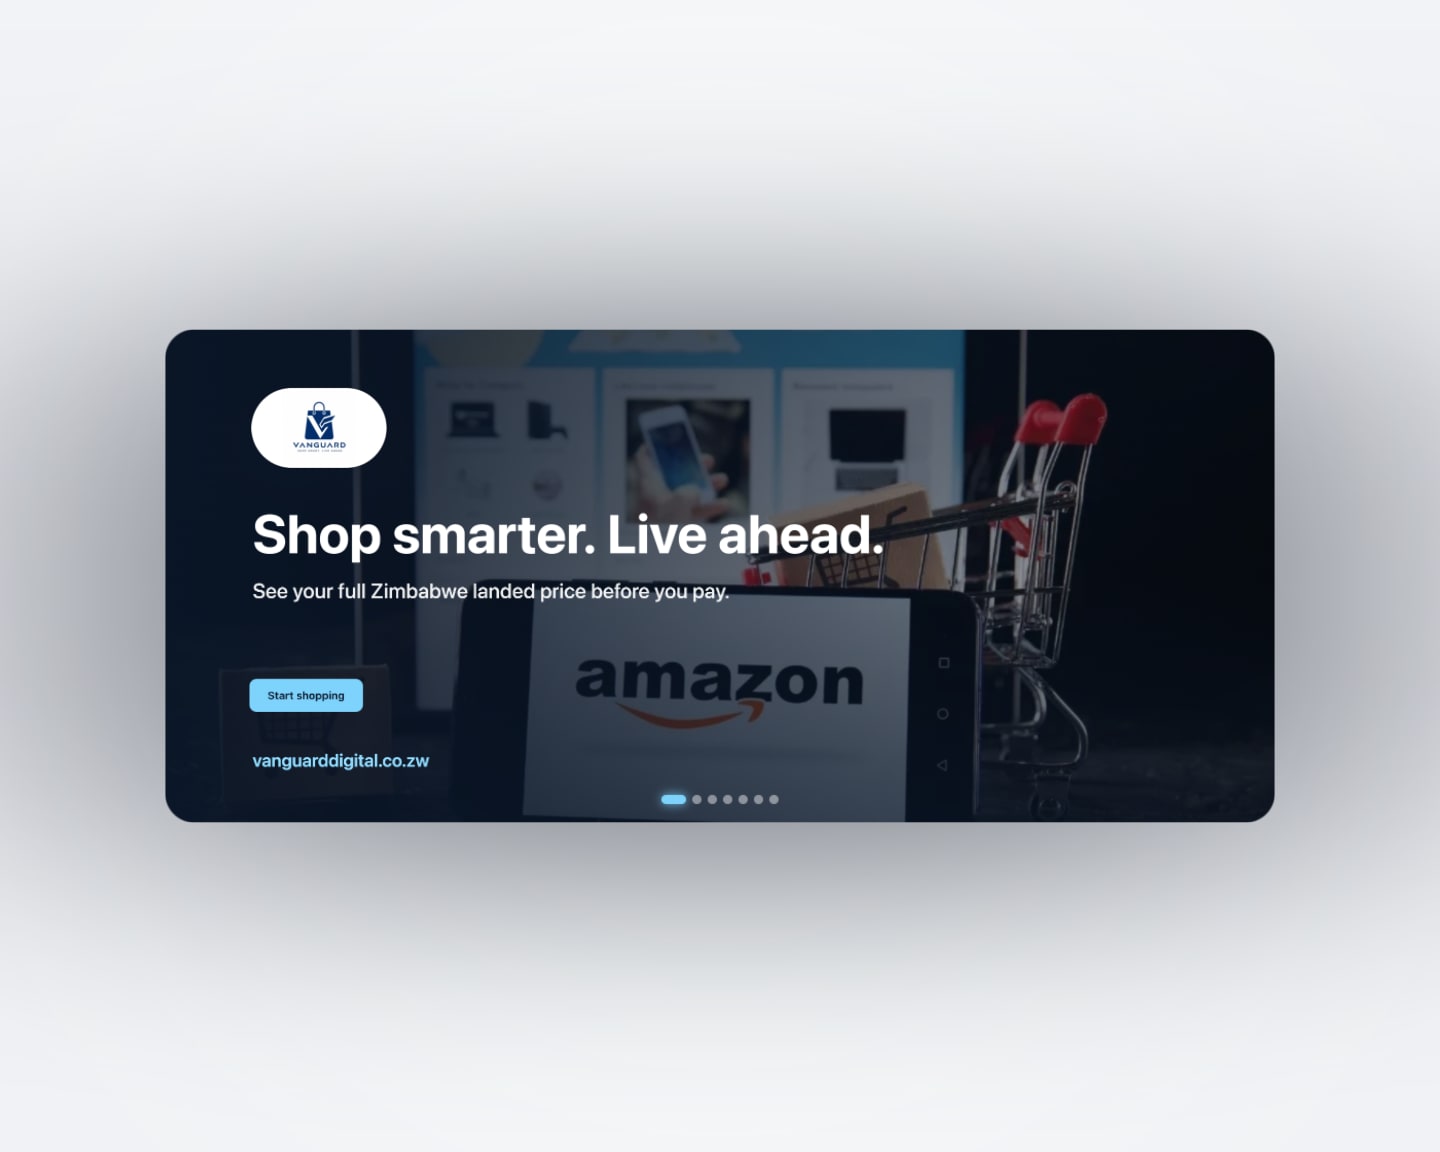 VANGUARD
Shop smarter. Live ahead.
See your full Zimbabwe landed price before you pay.
amazon
Start shopping
vanguarddigital.co.zw